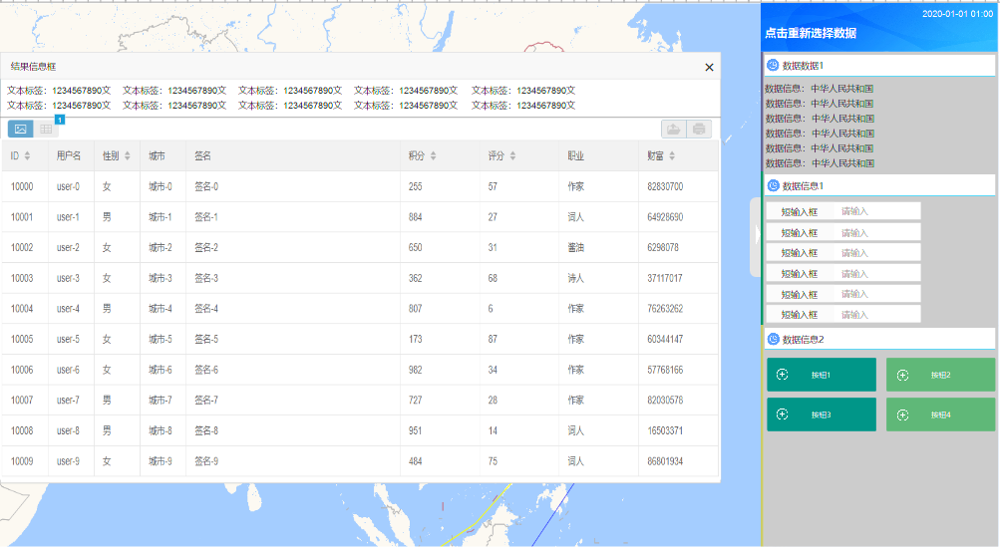 2020-01-01 01:00
点击重新选择数据
结果信息框
文本标签：1234567890文 文本标签：1234567890文 文本标签：1234567890文 文本标签：1234567890文 文本标签：1234567890文
文本标签：1234567890文 文本标签：1234567890文 文本标签：1234567890文 文本标签：1234567890文 文本标签：1234567890文
1
ID 用户名 性别 城市 签名 积分 评分 职业 财富
10000 user-0 女 城市-0 签名-0 255 57 作家 82830700
10001 user-1 男 城市-1 签名-1 884 27 词人 64928690
10002 user-2 女 城市-2 签名-2 650 31 酱油 6298078
10003 user-3 女 城市-3 签名-3 362 68 诗人 37117017
10004 user-4 男 城市-4 签名-4 807 6 作家 76263262
10005 user-5 女 城市-5 签名-5 173 87 作家 60344147
10006 user-6 女 城市-6 签名-6 982 34 作家 57768166
10007 user-7 男 城市-7 签名-7 727 28 作家 82030578
10008 user-8 男 城市-8 签名-8 951 14 词人 16503371
10009 user-9 女 城市-9 签名-9 484 75 词人 86801934
数据数据1
数据信息：中华人民共和国
数据信息：中华人民共和国
数据信息：中华人民共和国
数据信息：中华人民共和国
数据信息：中华人民共和国
数据信息：中华人民共和国
数据信息1
短输入框 请输入
短输入框 请输入
短输入框 请输入
短输入框 请输入
短输入框 请输入
短输入框 请输入
数据信息2
按钮1 按钮2
按钮3 按钮4